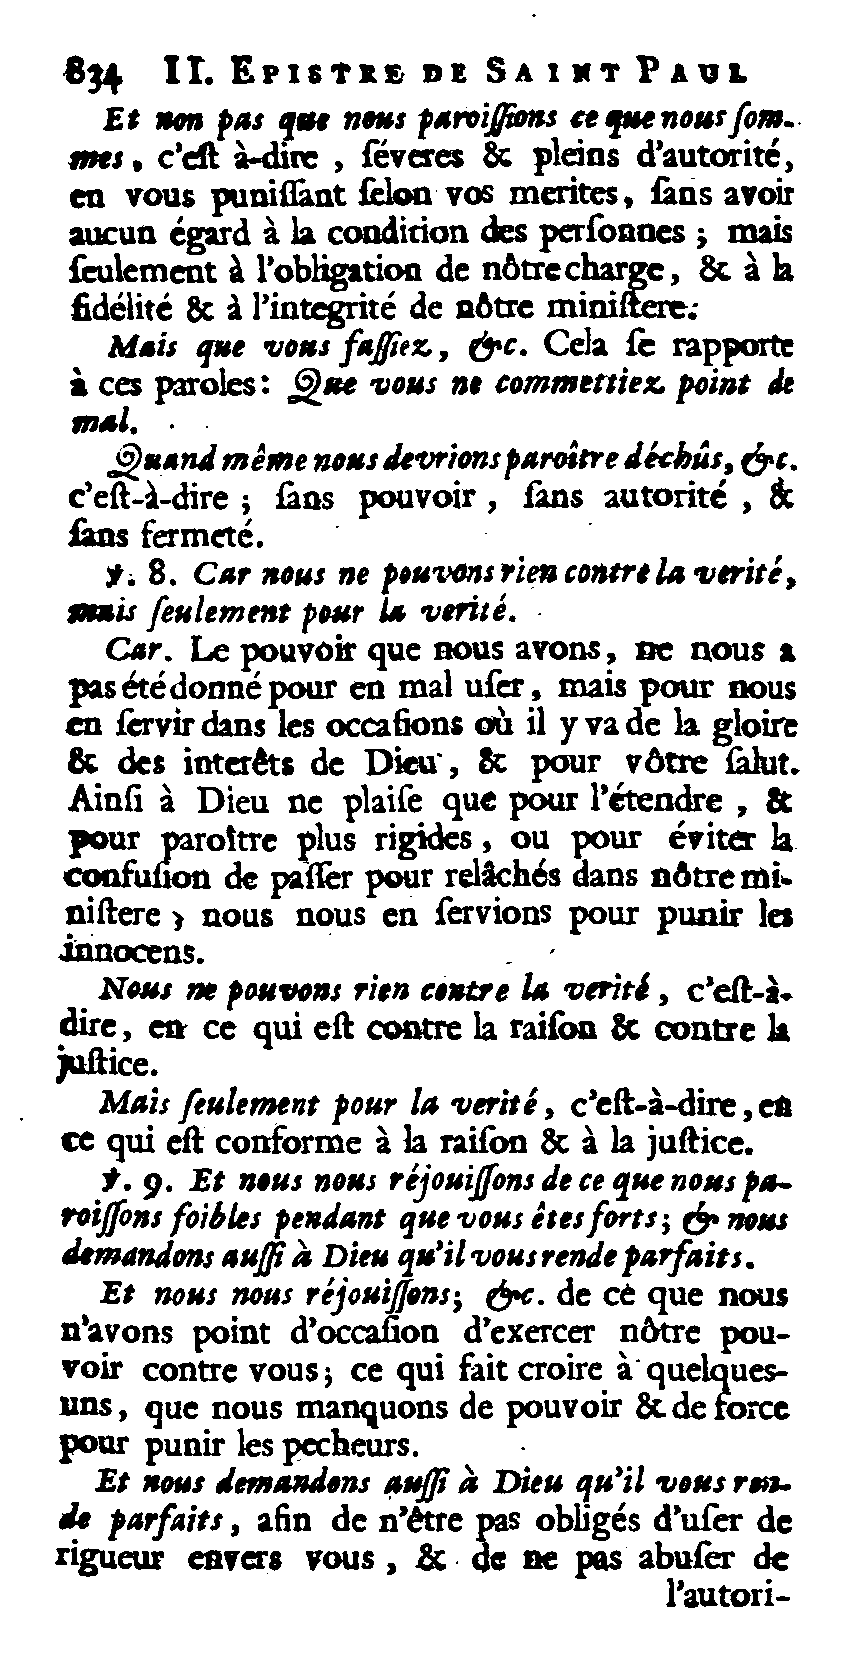 834 II. EPISTRE DE SAINT PAUL
Et non pas que nous paroiſſions ce que nous ſom-
mes, c'eſt à-dire, ſéveres & pleins d'autorité,
en vous puniſſant ſelon vos merites, ſans avoir
aucun égard à la condition des perſonnes ; mais
ſeulement à l'obligation de nôtre charge, & à la
fidélité & à l'integrité de nôtre miniſtere.
Mais que vous faſſiez, &c. Cela ſe rapporte
à ces paroles : Que vous ne commettiez point de
mal.
Quand même nous devrions paroître déchûs, &c.
c'eſt-à-dire ; ſans pouvoir, ſans autorité, &
ſans fermeté.
℣. 8. Car nous ne pouvons rien contre la verité,
mais ſeulement pour la verité.
Car. Le pouvoir que nous avons, ne nous a
pas été donné pour en mal uſer, mais pour nous
en ſervir dans les occaſions où il y va de la gloire
& des interêts de Dieu, & pour vôtre ſalut.
Ainſi à Dieu ne plaiſe que pour l'étendre, &
pour paroître plus rigides, ou pour éviter la
confuſion de paſſer pour relâchés dans nôtre mi-
niſtere, nous nous en ſervions pour punir les
innocens.
Nous ne pouvons rien contre la verité, c'eſt-à-
dire, en ce qui eſt contre la raiſon & contre la
juſtice.
Mais ſeulement pour la verité, c'eſt-à-dire, en
ce qui eſt conforme à la raiſon & à la juſtice.
℣. 9. Et nous nous réjouiſſons de ce que nous pa-
roiſſons foibles pendant que vous êtes forts ; & nous
demandons auſſi à Dieu qu'il vous rende parfaits.
Et nous nous réjouiſſons ; &c. de ce que nous
n'avons point d'occaſion d'exercer nôtre pou-
voir contre vous ; ce qui fait croire à quelques-
uns, que nous manquons de pouvoir & de force
pour punir les pecheurs.
Et nous demandons auſſi à Dieu qu'il vous ren-
de parfaits, afin de n'être pas obligés d'uſer de
rigueur envers vous, & de ne pas abuſer de
l'autori-